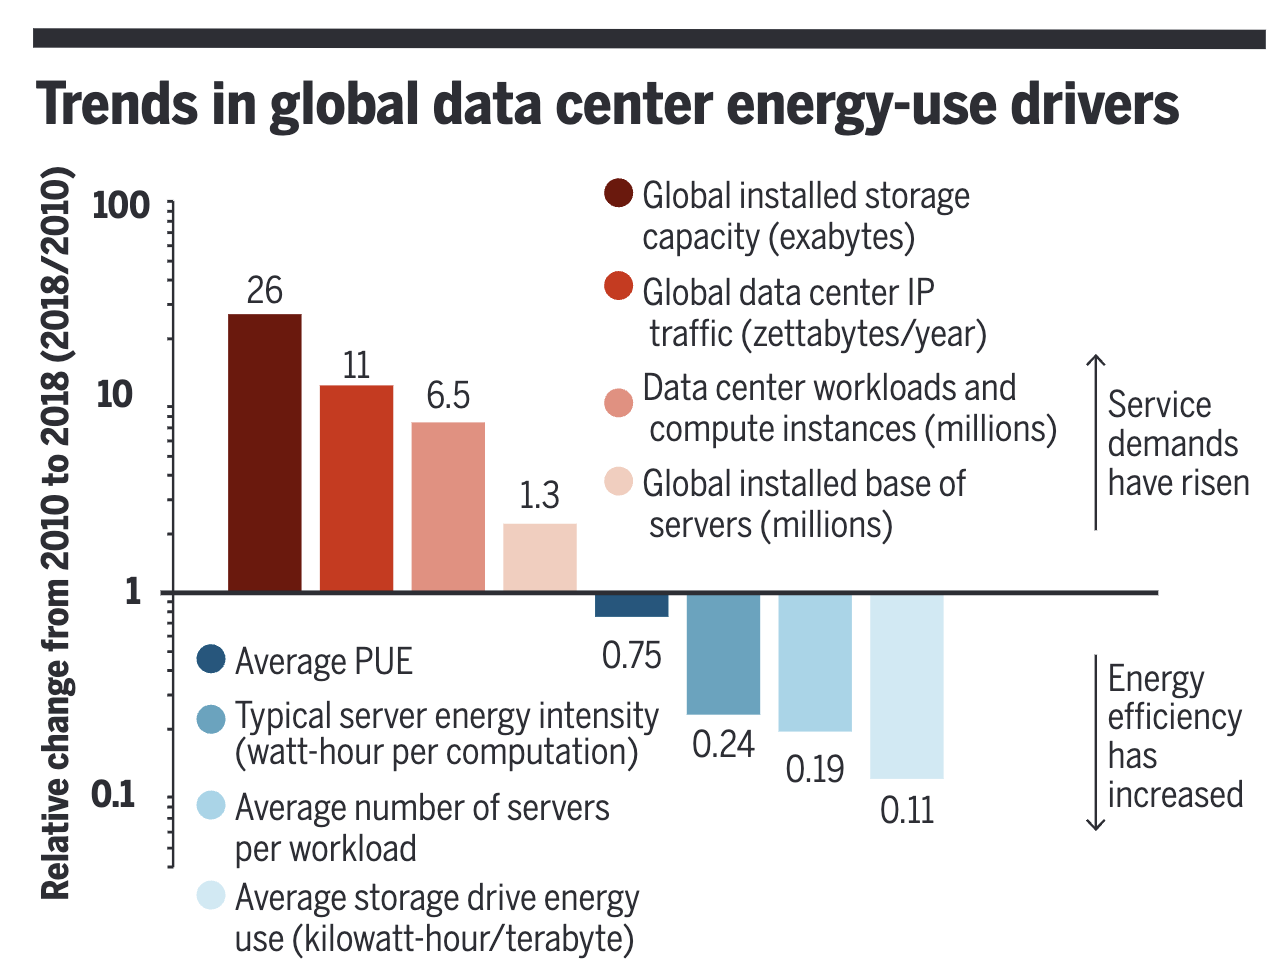 Trends in global data center energy-use drivers
Relative change from 2010 to 2018 (2018/2010)
100
10
1
0.1
26
11
6.5
1.3
0.75
0.24
0.19
0.11
Global installed storage
capacity (exabytes)
Global data center IP
traffic (zettabytes/year)
Data center workloads and
compute instances (millions)
Global installed base of
servers (millions)
Service
demands
have risen
Average PUE
Typical server energy intensity
(watt-hour per computation)
Average number of servers
per workload
Average storage drive energy
use (kilowatt-hour/terabyte)
Energy
efficiency
has
increased